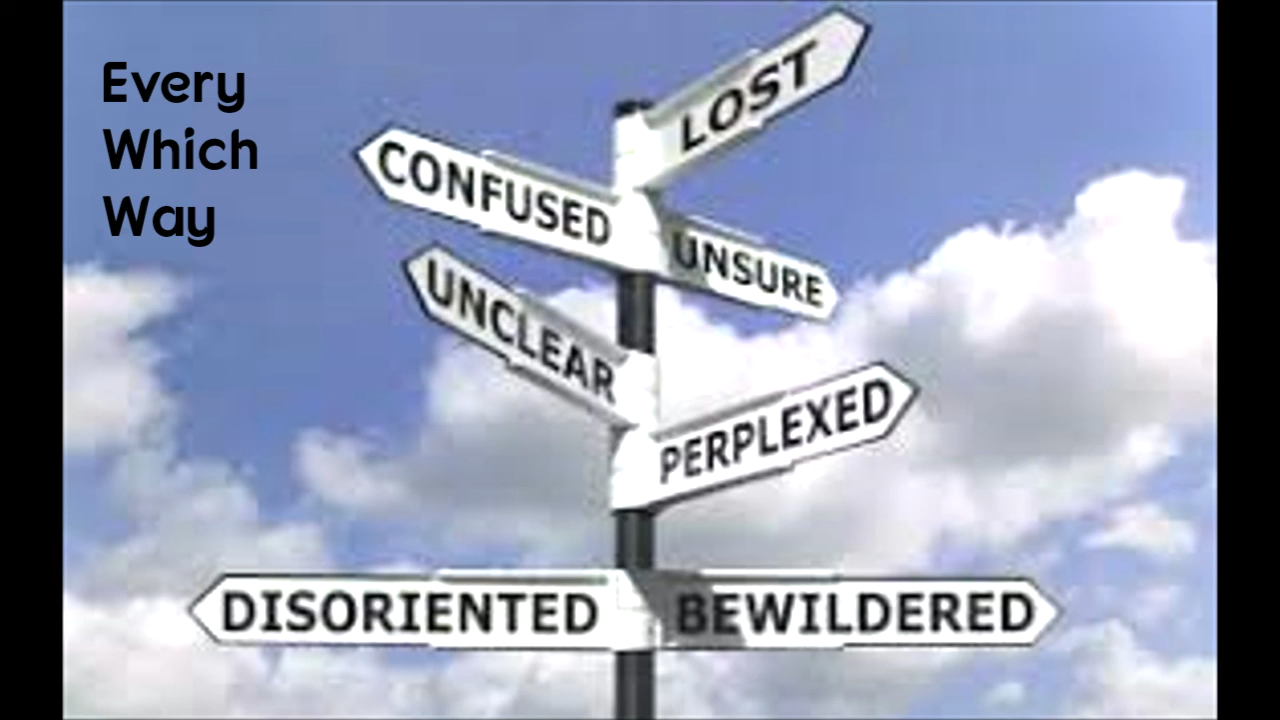 Every
Which
Way
LOST
CONFUSED
UNSURE
UNCLEAR
PERPLEXED
DISORIENTED
BEWILDERED